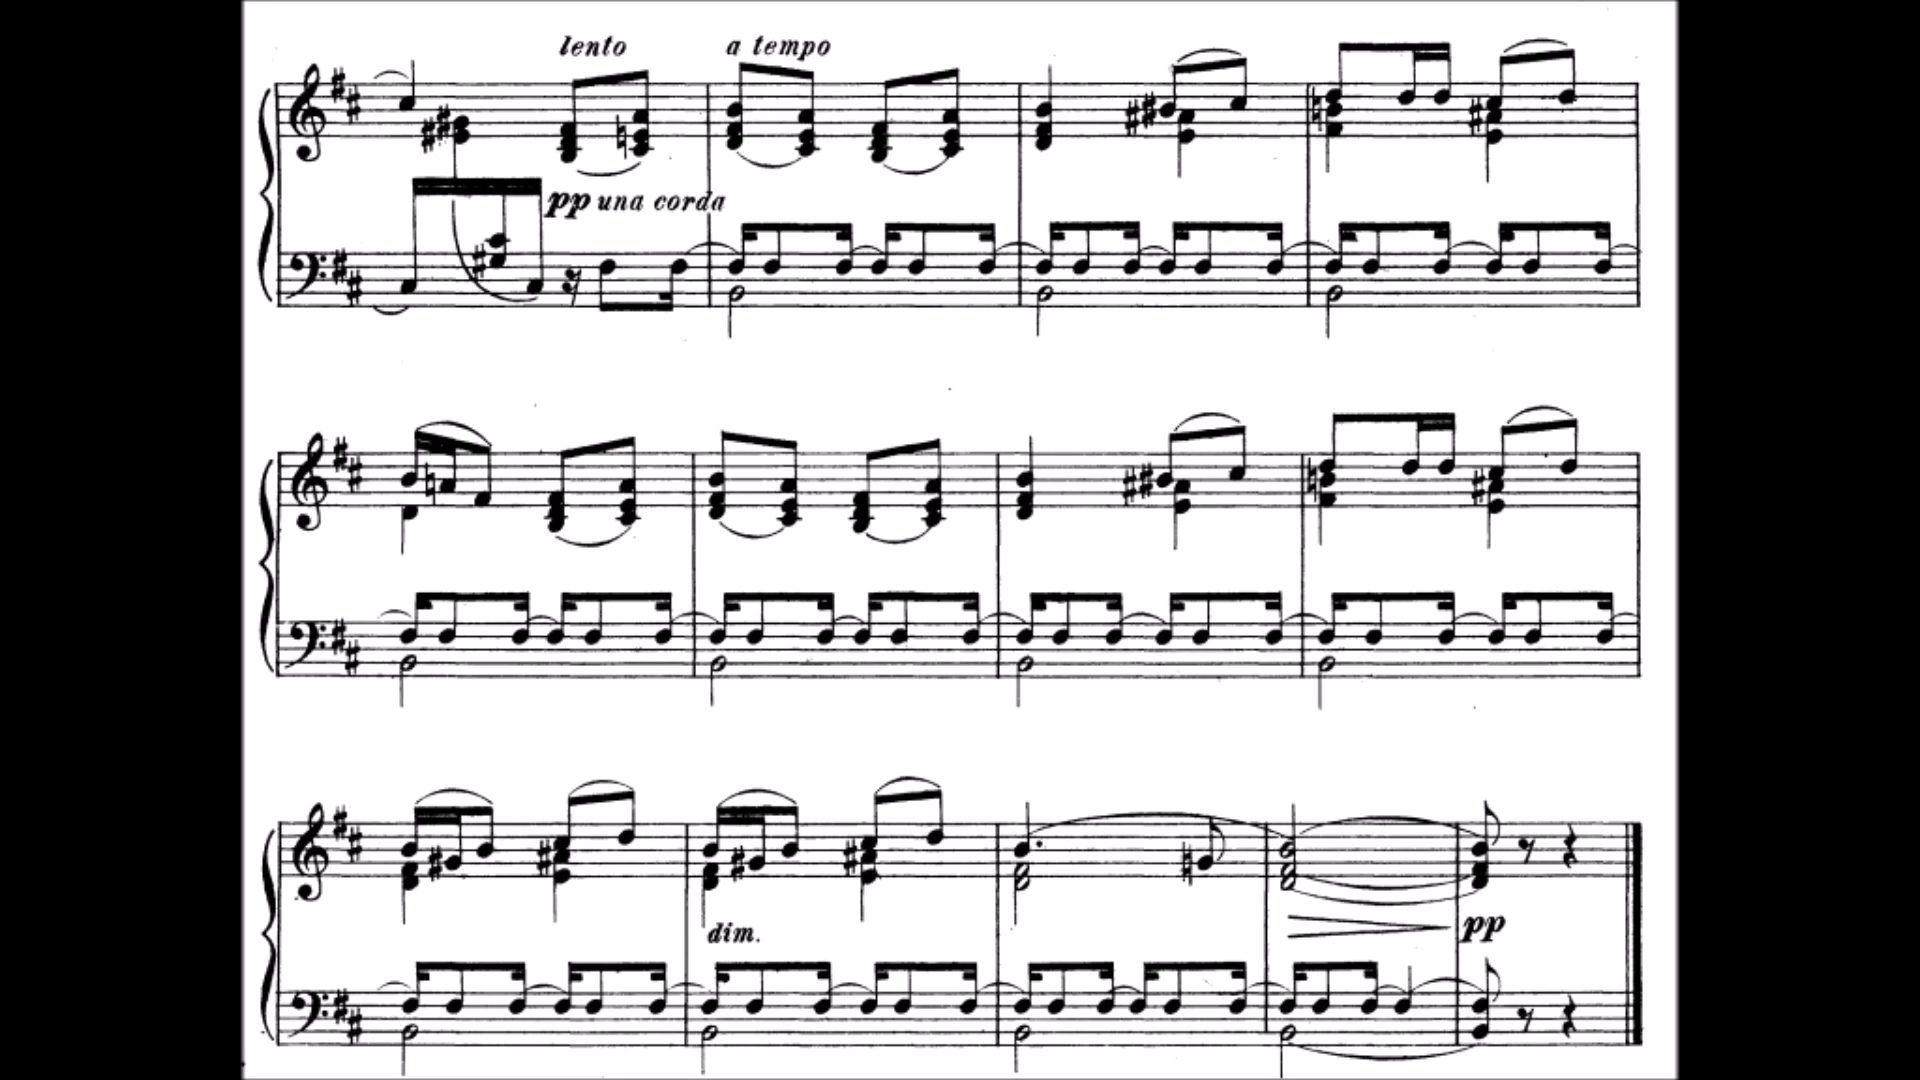 lento a tempo
pp una corda
dim.
pp